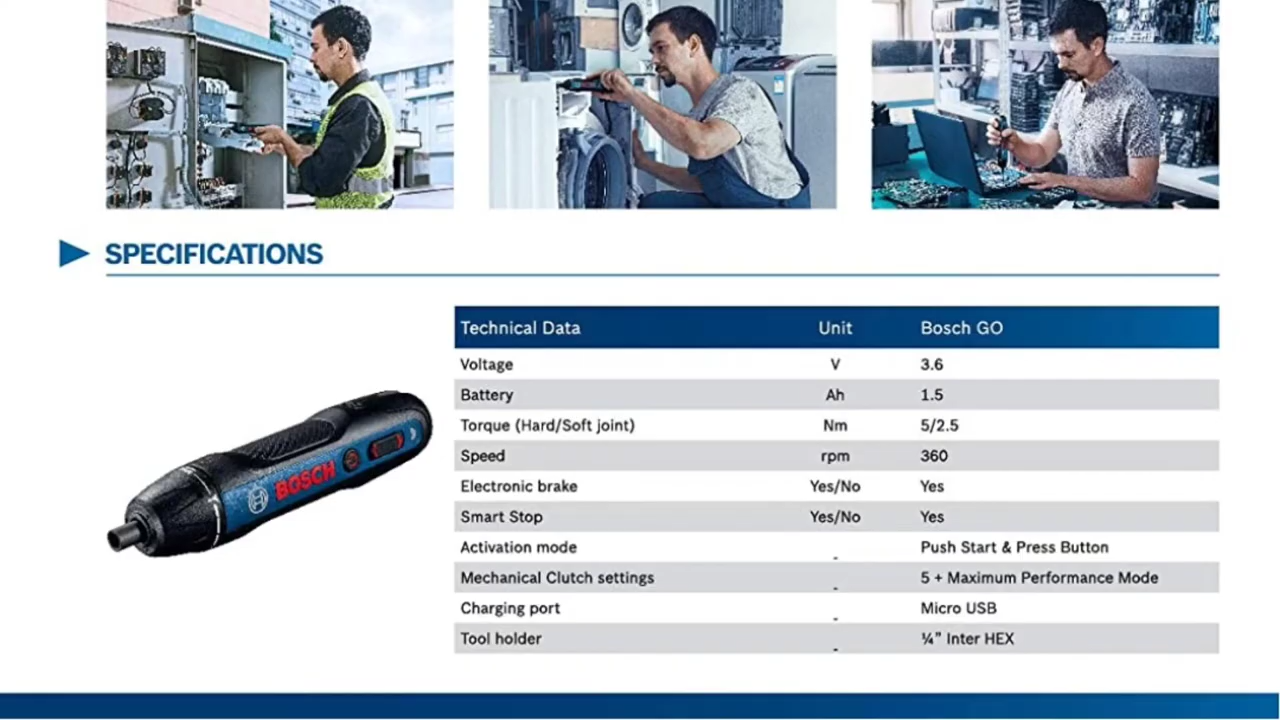 SPECIFICATIONS
Technical Data Unit Bosch GO
Voltage V 3.6
Battery Ah 1.5
Torque (Hard/Soft joint) Nm 5/2.5
Speed rpm 360
Electronic brake Yes/No Yes
Smart Stop Yes/No Yes
Activation mode - Push Start & Press Button
Mechanical Clutch settings - 5 + Maximum Performance Mode
Charging port - Micro USB
Tool holder - ¼” Inter HEX
BOSCH